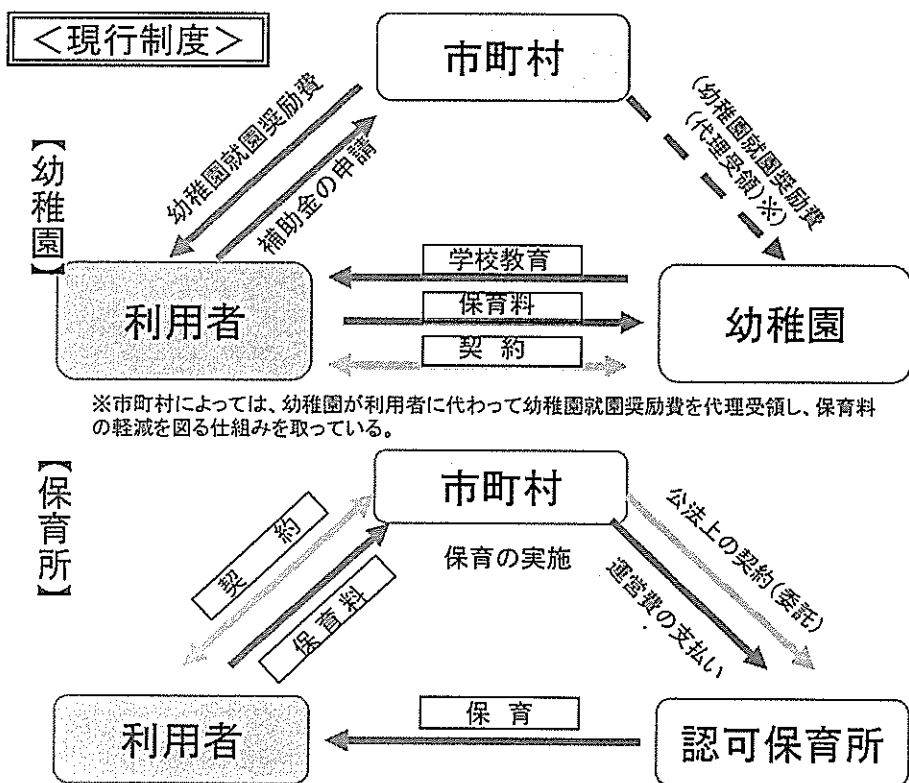 ＜現行制度＞
市町村
【幼稚園】
幼稚園就園奨励費
補助金の申請
(幼稚園就園奨励費
(代理受領)※)
学校教育
利用者
保育料
幼稚園
契約
※市町村によっては、幼稚園が利用者に代わって幼稚園就園奨励費を代理受領し、保育料
の軽減を図る仕組みを取っている。
【保育所】
市町村
契約
保育料
保育の実施
公法上の契約(委託)
運営費の支払い
利用者
保育
認可保育所